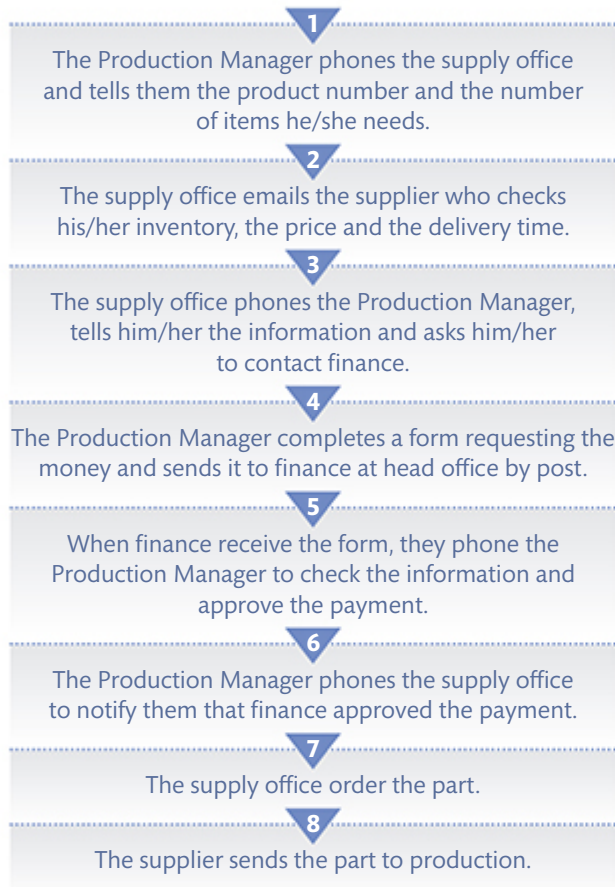 1
The Production Manager phones the supply office
and tells them the product number and the number
of items he/she needs.
2
The supply office emails the supplier who checks
his/her inventory, the price and the delivery time.
3
The supply office phones the Production Manager,
tells him/her the information and asks him/her
to contact finance.
4
The Production Manager completes a form requesting the
money and sends it to finance at head office by post.
5
When finance receive the form, they phone the
Production Manager to check the information and
approve the payment.
6
The Production Manager phones the supply office
to notify them that finance approved the payment.
7
The supply office order the part.
8
The supplier sends the part to production.